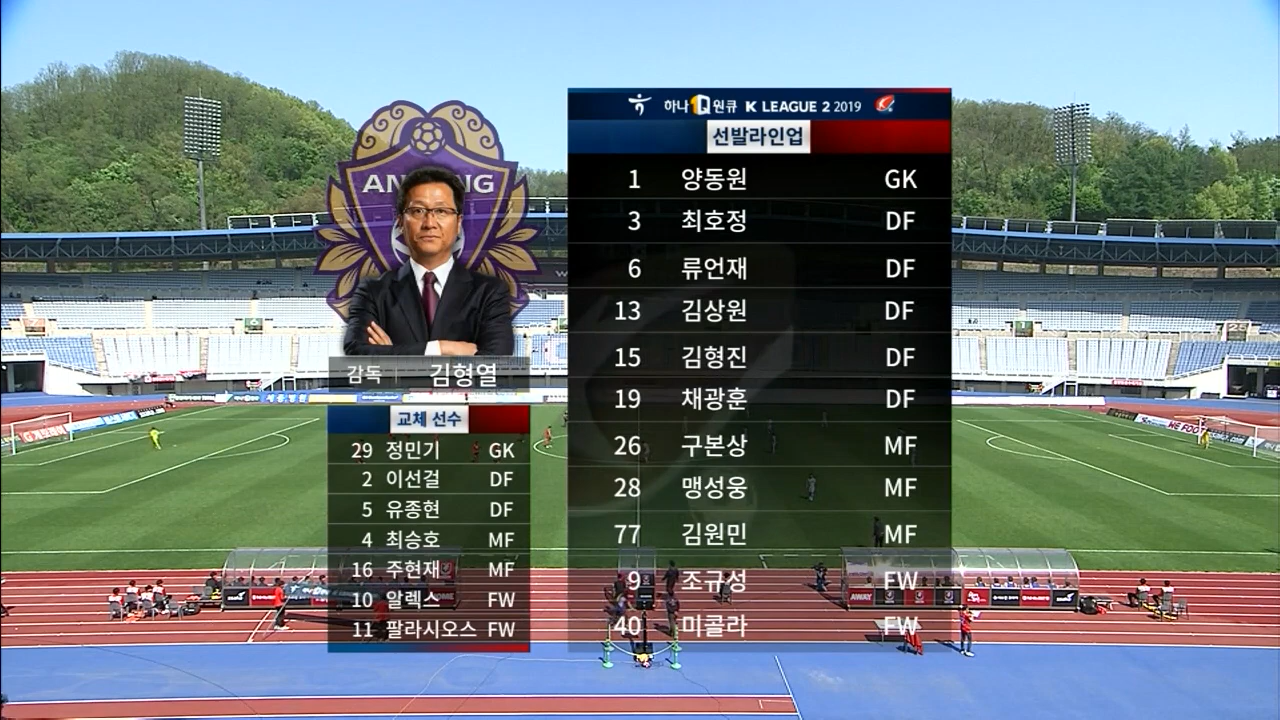 하나1Q원큐 K LEAGUE 2 2019
선발라인업
1 양동원 GK
3 최호정 DF
6 류언재 DF
13 김상원 DF
15 김형진 DF
19 채광훈 DF
26 구본상 MF
28 맹성웅 MF
77 김원민 MF
9 조규성 FW
40 미콜라 FW
감독 김형열
교체 선수
29 정민기 GK
2 이선걸 DF
5 유종현 DF
4 최승호 MF
16 주현재 MF
10 알렉스 FW
11 팔라시오스 FW
AWAY